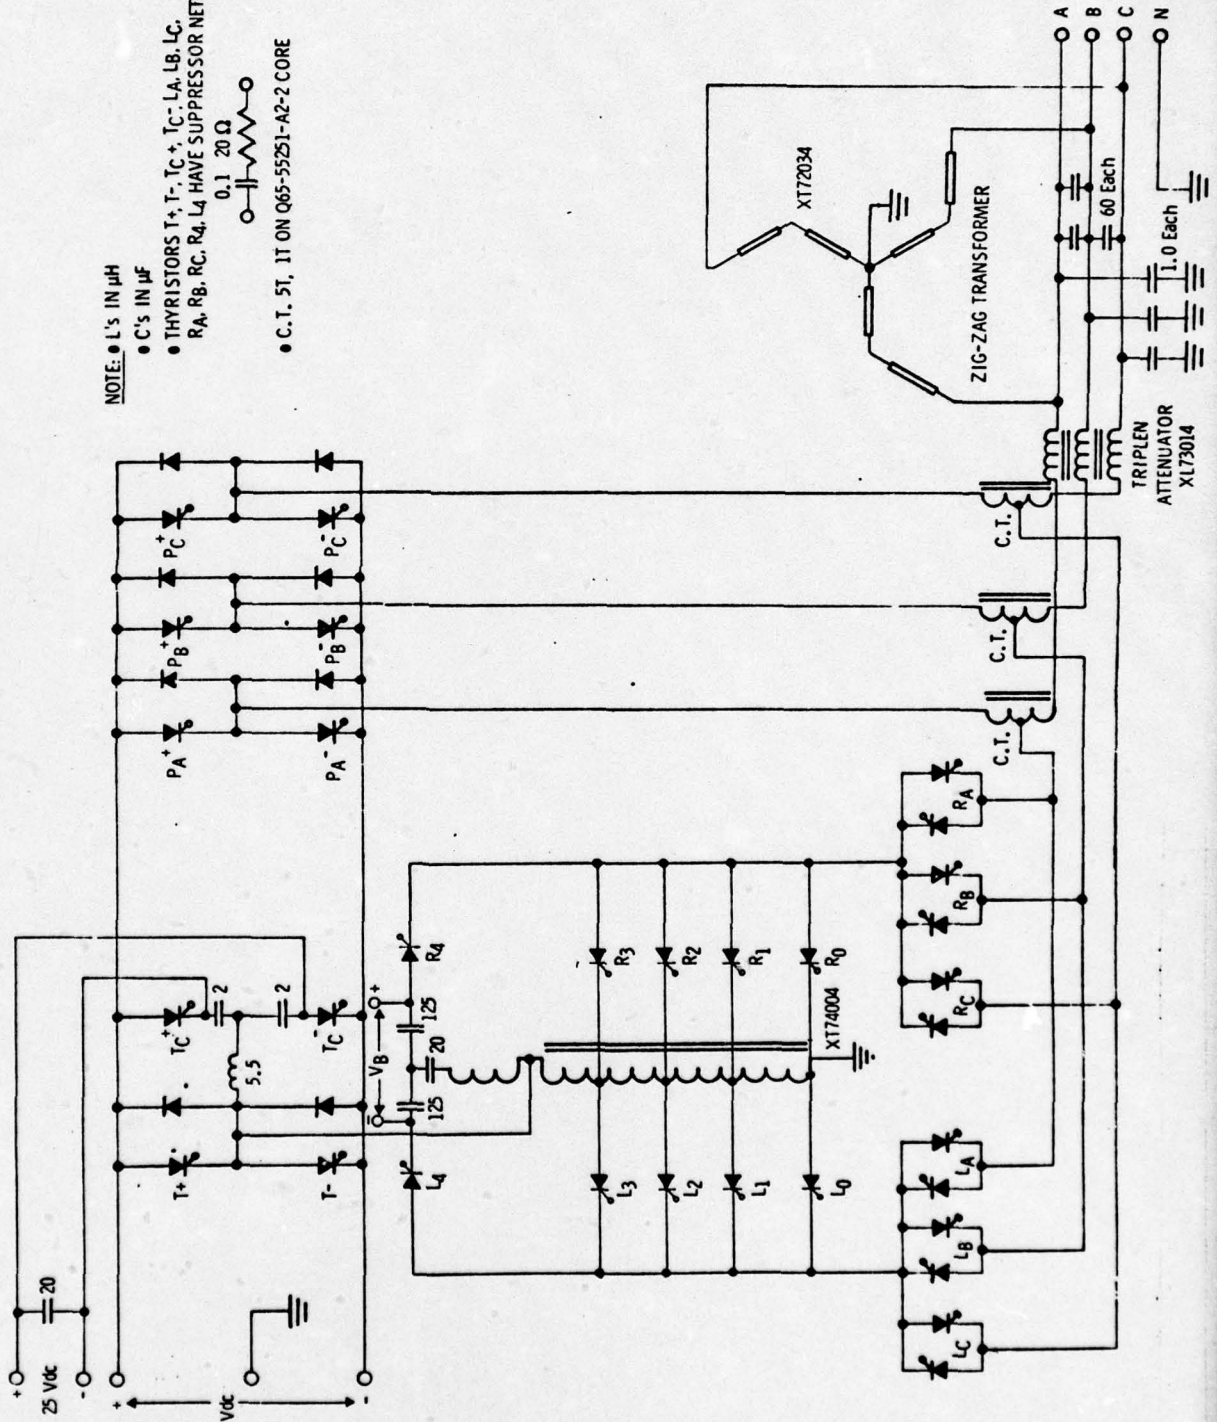 NOTE: • L's IN µH
• C's IN µF
• THYRISTORS T+, T-, TC+, TC-, LA, LB, LC,
RA, RB, RC, R4, L4 HAVE SUPPRESSOR NET
0.1 20 Ω
• C.T. 5T, 1T ON Q65-55251-A2-2 CORE
+
25 Vdc
-
20
+
Vdc
-
T+
T-
TC+
TC-
2
2
5.5
PA+
PA-
PB+
PB-
PC+
PC-
-
VB
+
125
125
20
L4
R4
L3
R3
L2
R2
L1
R1
L0
R0
XT74004
LC
LB
LA
RC
RB
RA
C.T.
C.T.
C.T.
TRIPLEN
ATTENUATOR
XL73014
XT72034
ZIG-ZAG TRANSFORMER
60 Each
1.0 Each
A
B
C
N